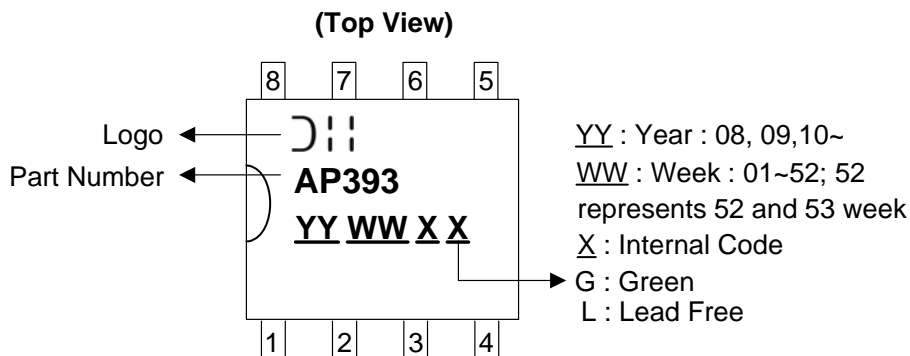 (Top View)
8 7 6 5
Logo
Part Number
AP393
YY WW X X
YY : Year : 08, 09,10~
WW : Week : 01~52; 52
represents 52 and 53 week
X : Internal Code
G : Green
L : Lead Free
1 2 3 4